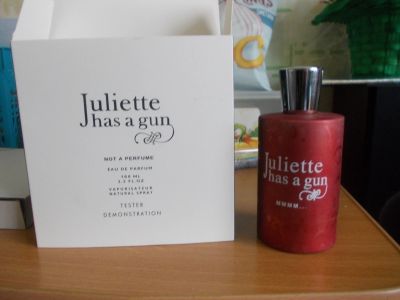 Juliette
has a gun
NOT A PERFUME
EAU DE PARFUM
100 ML
3.3 FL OZ
VAPORISATEUR
NATURAL SPRAY
TESTER
DEMONSTRATION
Juliette
has a gun
MMMM...